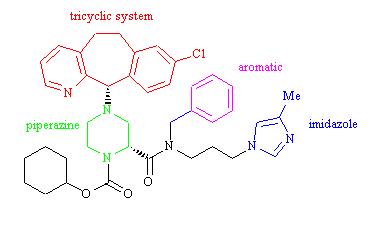 tricyclic system
Cl
aromatic
N
Me
piperazine
N
N
imidazole
N
N
N
O
O
O